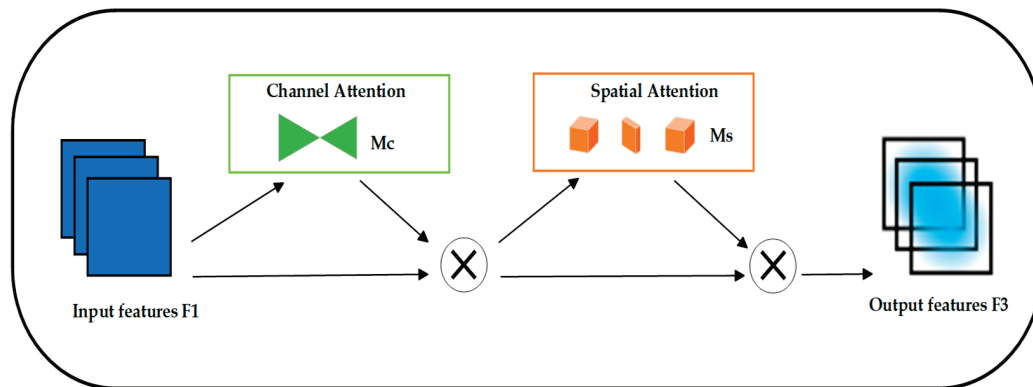 Channel Attention
Mc
Spatial Attention
Ms
Input features F1
Output features F3